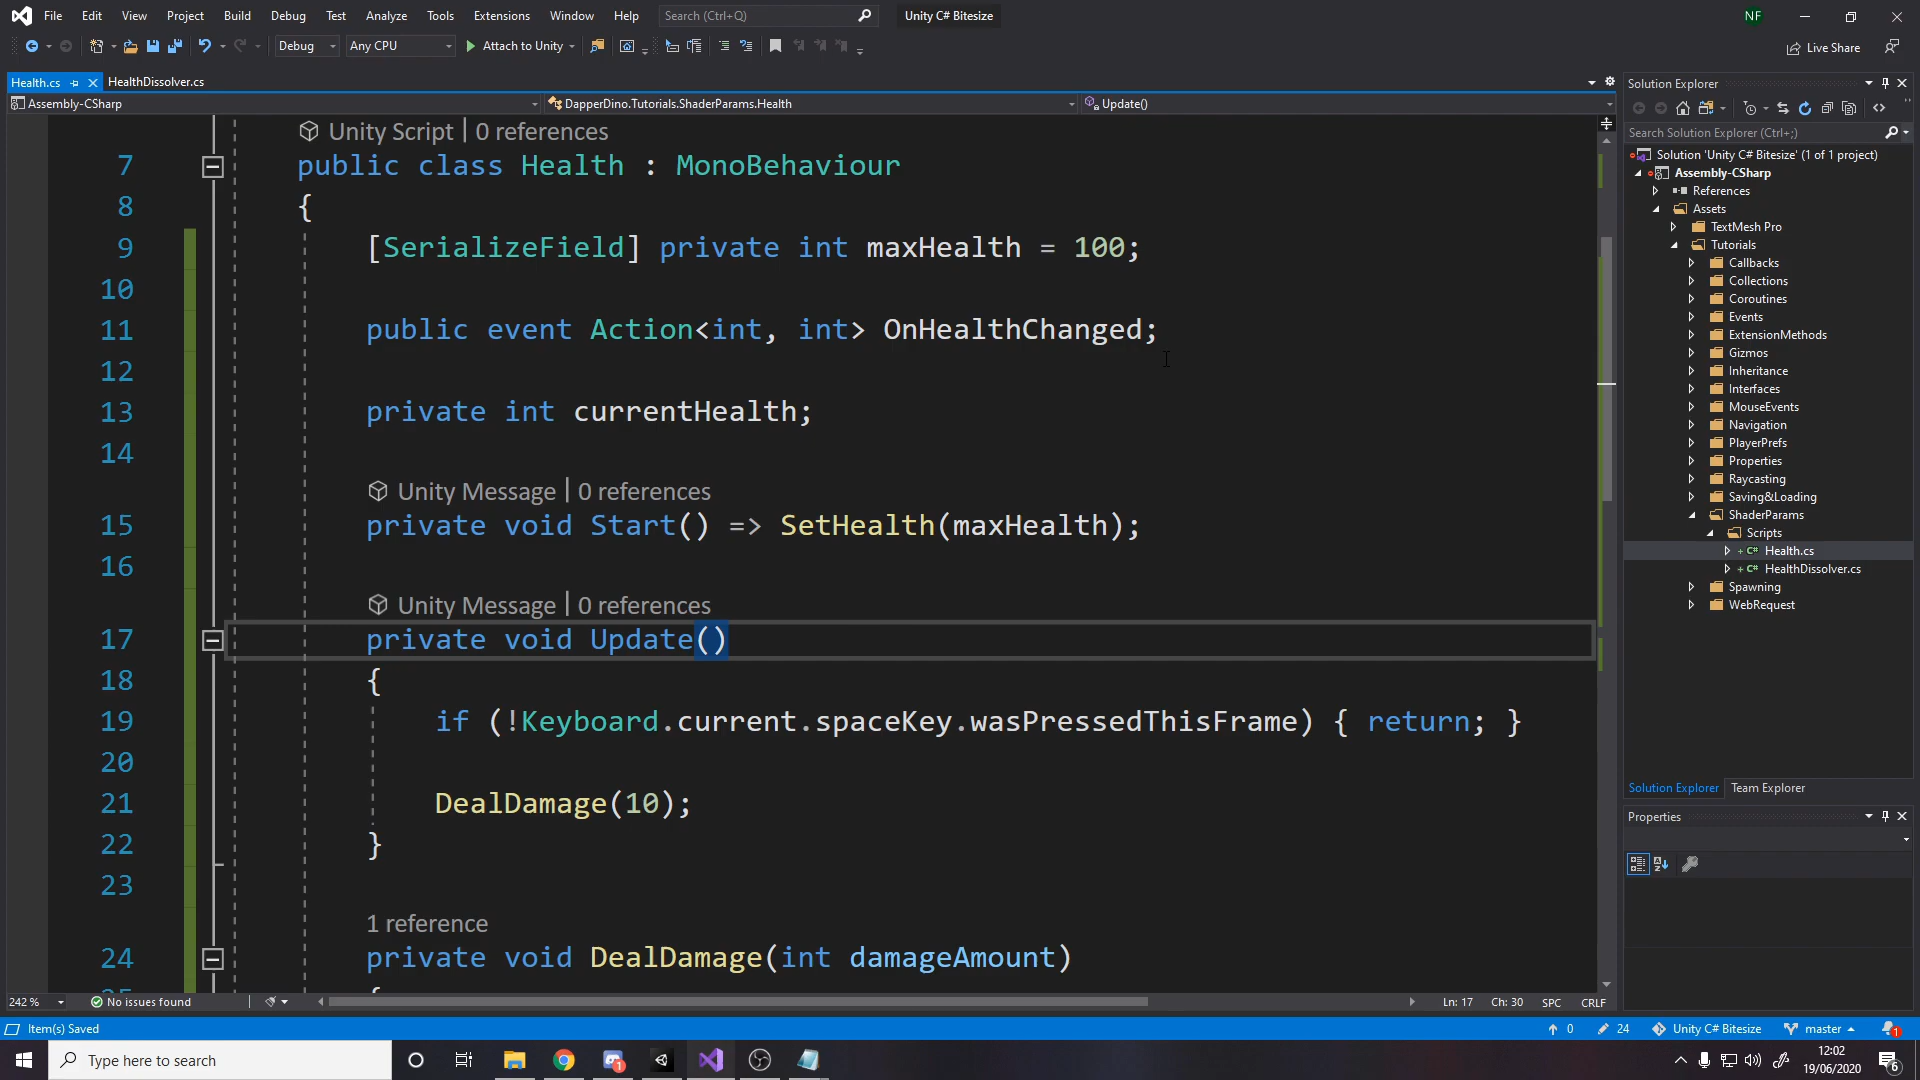 File Edit View Project Build Debug Test Analyze Tools Extensions Window Help Search (Ctrl+Q) Unity C# Bitesize NF
Debug Any CPU Attach to Unity Live Share
Health.cs HealthDissolver.cs
Assembly-CSharp DapperDino.Tutorials.ShaderParams.Health Update()
Unity Script | 0 references
7 public class Health : MonoBehaviour
8 {
9 [SerializeField] private int maxHealth = 100;
10
11 public event Action<int, int> OnHealthChanged;
12
13 private int currentHealth;
14
Unity Message | 0 references
15 private void Start() => SetHealth(maxHealth);
16
Unity Message | 0 references
17 private void Update()
18 {
19 if (!Keyboard.current.spaceKey.wasPressedThisFrame) { return; }
20
21 DealDamage(10);
22 }
23
1 reference
24 private void DealDamage(int damageAmount)
242 % No issues found Ln: 17 Ch: 30 SPC CRLF
Solution Explorer
Search Solution Explorer (Ctrl+;)
Solution 'Unity C# Bitesize' (1 of 1 project)
Assembly-CSharp
References
Assets
TextMesh Pro
Tutorials
Callbacks
Collections
Coroutines
Events
ExtensionMethods
Gizmos
Inheritance
Interfaces
MouseEvents
Navigation
PlayerPrefs
Properties
Raycasting
Saving&Loading
ShaderParams
Scripts
C# Health.cs
C# HealthDissolver.cs
Spawning
WebRequest
Solution Explorer Team Explorer
Properties
Item(s) Saved 0 24 Unity C# Bitesize master 1
Type here to search 1 12:02
19/06/2020 6